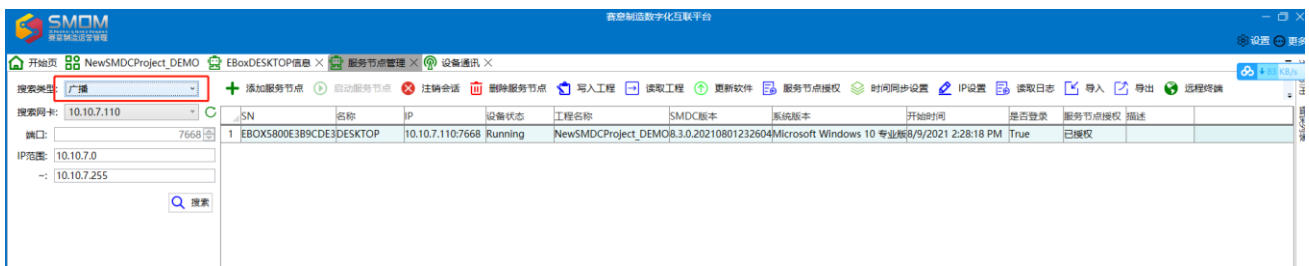 赛意制造数字化互联平台
SMOM
赛意制造运营管理
设置 更多
开始页 NewSMDCProject_DEMO EBoxDESKTOP信息 服务节点管理 设备通讯
83 KB/s
搜索类型: 广播
添加服务节点 启动服务节点 注销会话 删除服务节点 写入工程 读取工程 更新软件 服务节点授权 时间同步设置 IP设置 读取日志 导入 导出 远程终端
搜索网卡: 10.10.7.110
SN 名称 IP 设备状态 工程名称 SMDC版本 系统版本 开始时间 是否登录 服务节点授权 描述
端口: 7668
1 EBOX5800E3B9CDE3 DESKTOP 10.10.7.110:7668 Running NewSMDCProject_DEMO 8.3.0.20210801232604 Microsoft Windows 10 专业版 8/9/2021 2:28:18 PM True 已授权
IP范围: 10.10.7.0
~: 10.10.7.255
搜索